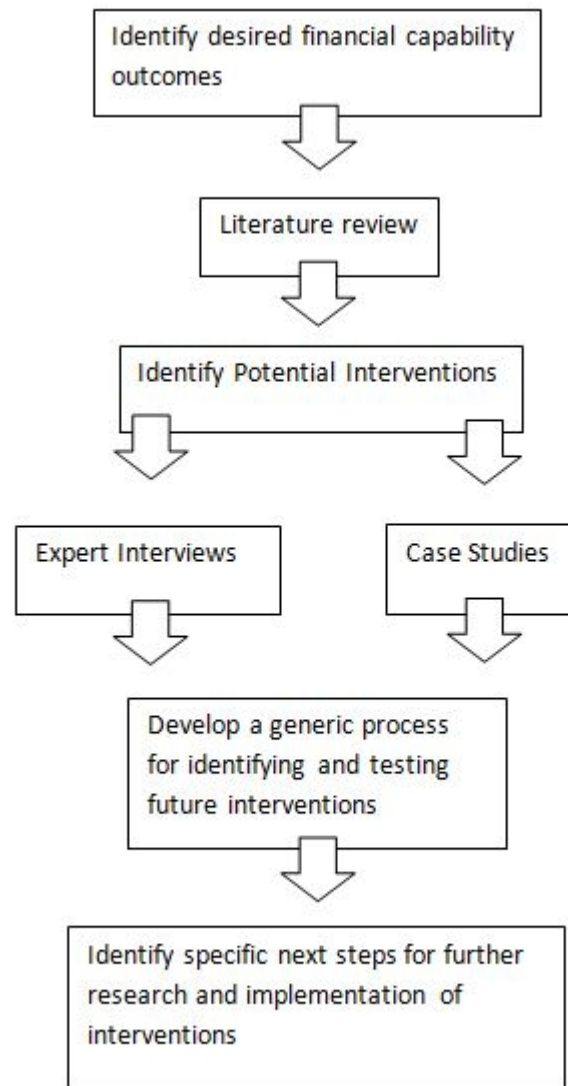 Identify desired financial capability
outcomes
Literature review
Identify Potential Interventions
Expert Interviews
Case Studies
Develop a generic process
for identifying and testing
future interventions
Identify specific next steps for further
research and implementation of
interventions